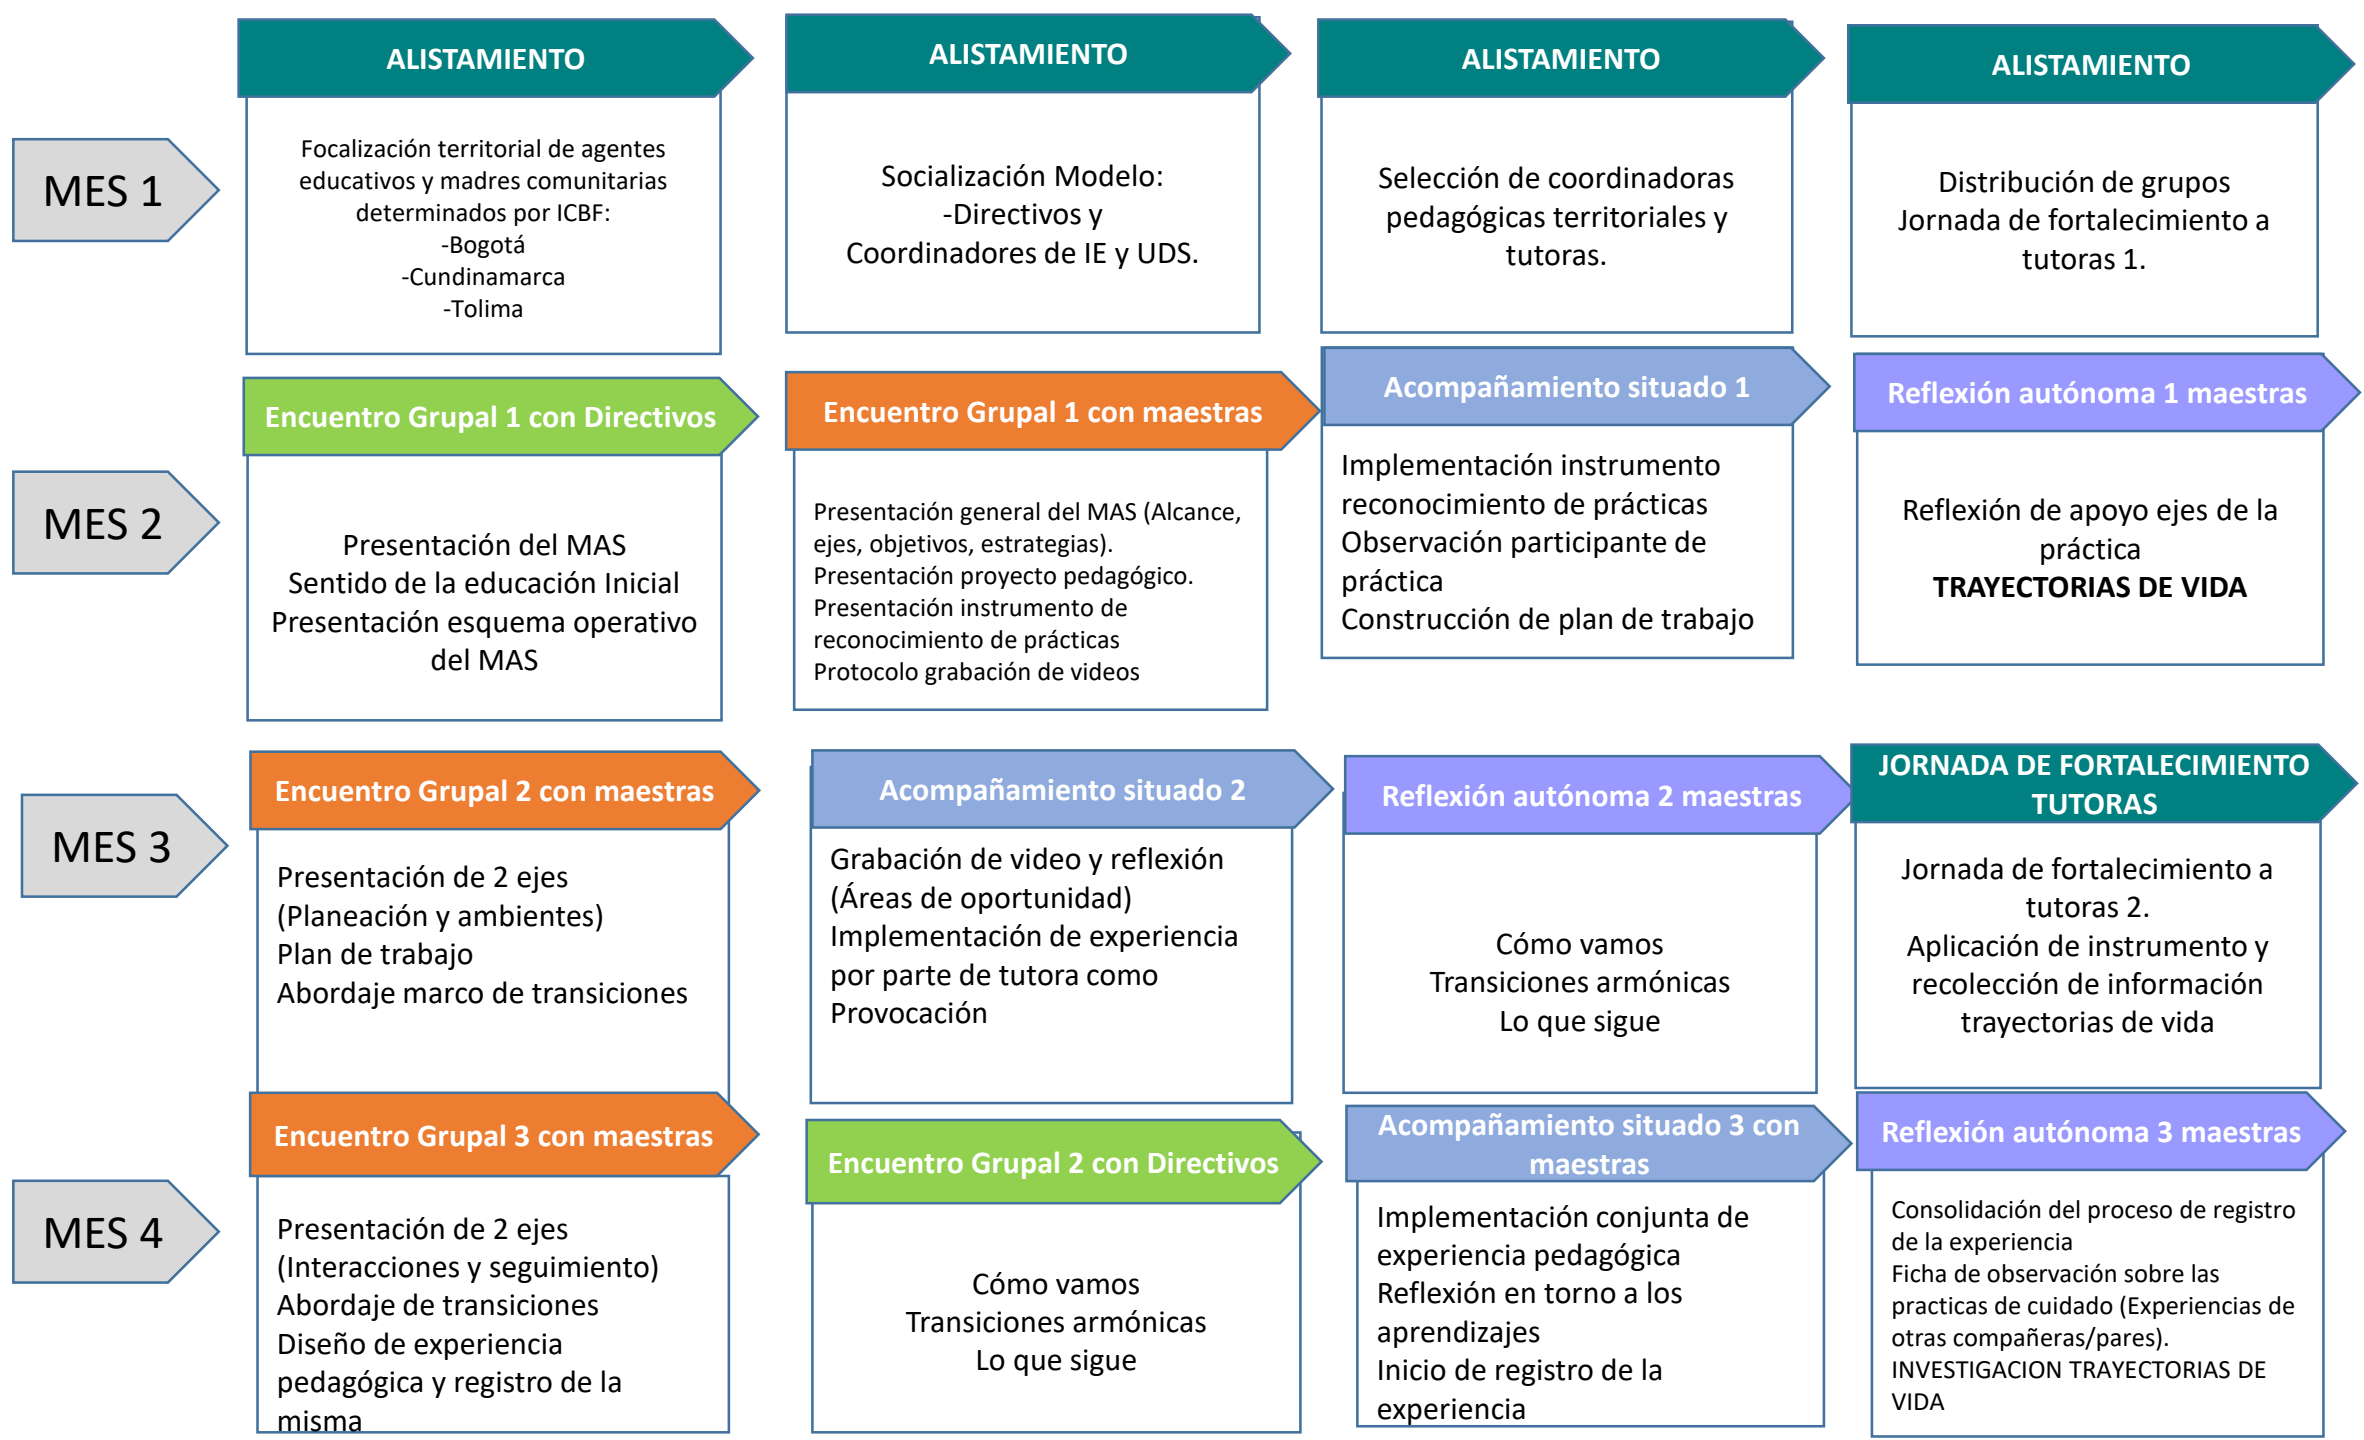 MES 1
ALISTAMIENTO
Focalización territorial de agentes
educativos y madres comunitarias
determinados por ICBF:
-Bogotá
-Cundinamarca
-Tolima
ALISTAMIENTO
Socialización Modelo:
-Directivos y
Coordinadores de IE y UDS.
ALISTAMIENTO
Selección de coordinadoras
pedagógicas territoriales y
tutoras.
ALISTAMIENTO
Distribución de grupos
Jornada de fortalecimiento a
tutoras 1.
MES 2
Encuentro Grupal 1 con Directivos
Presentación del MAS
Sentido de la educación Inicial
Presentación esquema operativo
del MAS
Encuentro Grupal 1 con maestras
Presentación general del MAS (Alcance,
ejes, objetivos, estrategias).
Presentación proyecto pedagógico.
Presentación instrumento de
reconocimiento de prácticas
Protocolo grabación de videos
Acompañamiento situado 1
Implementación instrumento
reconocimiento de prácticas
Observación participante de
práctica
Construcción de plan de trabajo
Reflexión autónoma 1 maestras
Reflexión de apoyo ejes de la
práctica
TRAYECTORIAS DE VIDA
MES 3
Encuentro Grupal 2 con maestras
Presentación de 2 ejes
(Planeación y ambientes)
Plan de trabajo
Abordaje marco de transiciones
Acompañamiento situado 2
Grabación de video y reflexión
(Áreas de oportunidad)
Implementación de experiencia
por parte de tutora como
Provocación
Reflexión autónoma 2 maestras
Cómo vamos
Transiciones armónicas
Lo que sigue
JORNADA DE FORTALECIMIENTO
TUTORAS
Jornada de fortalecimiento a
tutoras 2.
Aplicación de instrumento y
recolección de información
trayectorias de vida
MES 4
Encuentro Grupal 3 con maestras
Presentación de 2 ejes
(Interacciones y seguimiento)
Abordaje de transiciones
Diseño de experiencia
pedagógica y registro de la
misma
Encuentro Grupal 2 con Directivos
Cómo vamos
Transiciones armónicas
Lo que sigue
Acompañamiento situado 3 con
maestras
Implementación conjunta de
experiencia pedagógica
Reflexión en torno a los
aprendizajes
Inicio de registro de la
experiencia
Reflexión autónoma 3 maestras
Consolidación del proceso de registro
de la experiencia
Ficha de observación sobre las
practicas de cuidado (Experiencias de
otras compañeras/pares).
INVESTIGACION TRAYECTORIAS DE
VIDA